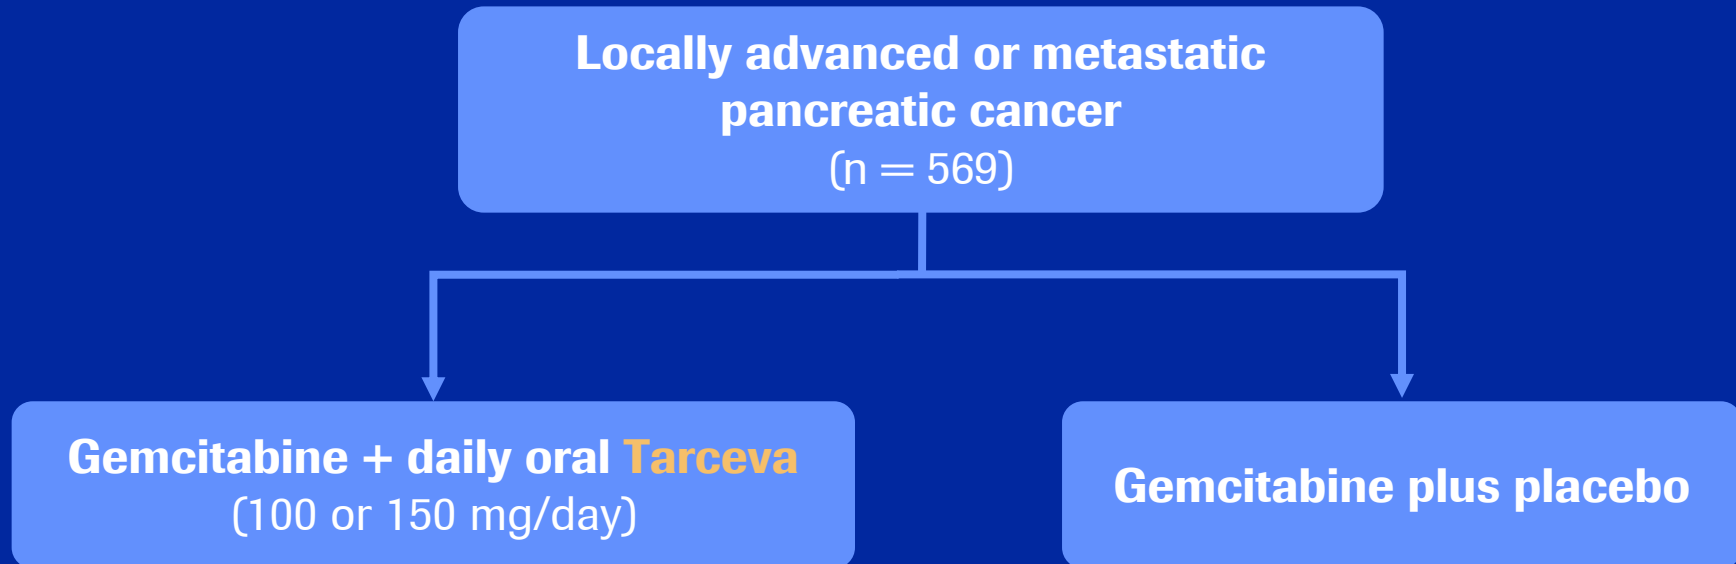 Locally advanced or metastatic
pancreatic cancer
(n = 569)
Gemcitabine + daily oral Tarceva
(100 or 150 mg/day)
Gemcitabine plus placebo